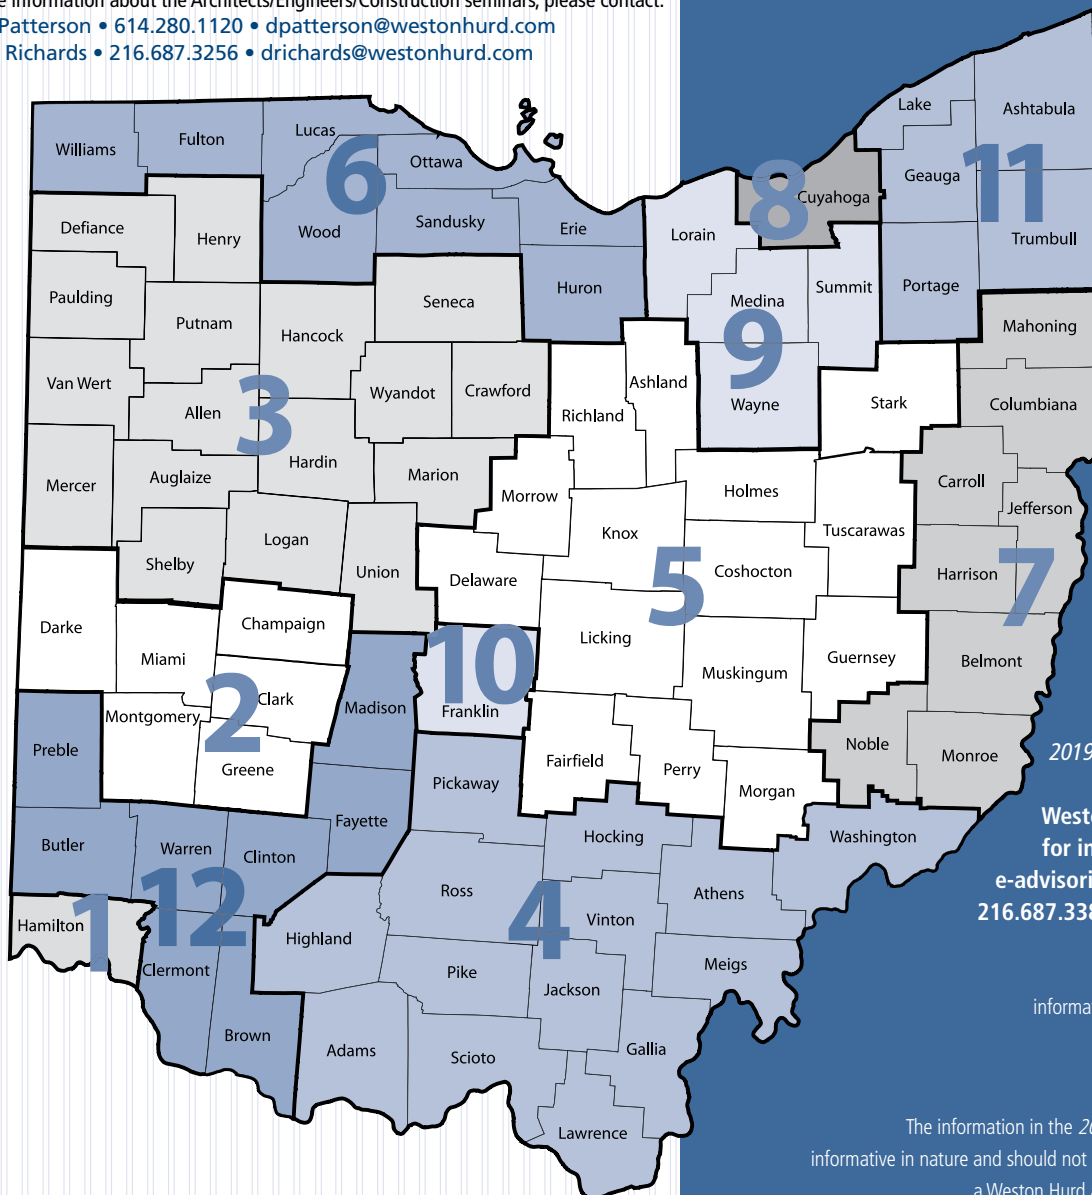 information about the Architects/Engineers/Construction seminars, please contact:
Patterson • 614.280.1120 • dpatterson@westonhurd.com
Richards • 216.687.3256 • drichards@westonhurd.com
Lake
Ashtabula
Williams
Fulton
Lucas
6
Ottawa
Geauga
11
8
Cuyahoga
Defiance
Henry
Wood
Sandusky
Erie
Lorain
Trumbull
Paulding
Seneca
Huron
Medina
Summit
Portage
Putnam
Hancock
9
Mahoning
Van Wert
Allen
3
Wyandot
Crawford
Richland
Ashland
Wayne
Stark
Columbiana
Mercer
Auglaize
Hardin
Marion
Morrow
Holmes
Carroll
Jefferson
Knox
Tuscarawas
Shelby
Logan
Union
Delaware
5
Coshocton
Harrison
7
Darke
Champaign
Licking
Miami
10
Muskingum
Guernsey
Belmont
2
Clark
Madison
Franklin
Montgomery
Preble
Greene
Pickaway
Fairfield
Perry
Noble
Monroe
2019
Morgan
Butler
Warren
Clinton
Fayette
Hocking
Washington
for
e-advisori
216.687.338
12
Ross
Athens
1
Hamilton
Highland
4
Vinton
Clermont
Pike
Jackson
Meigs
informa
Brown
Adams
Scioto
Gallia
Lawrence
The information in the 20
informative in nature and should not
a Weston Hurd